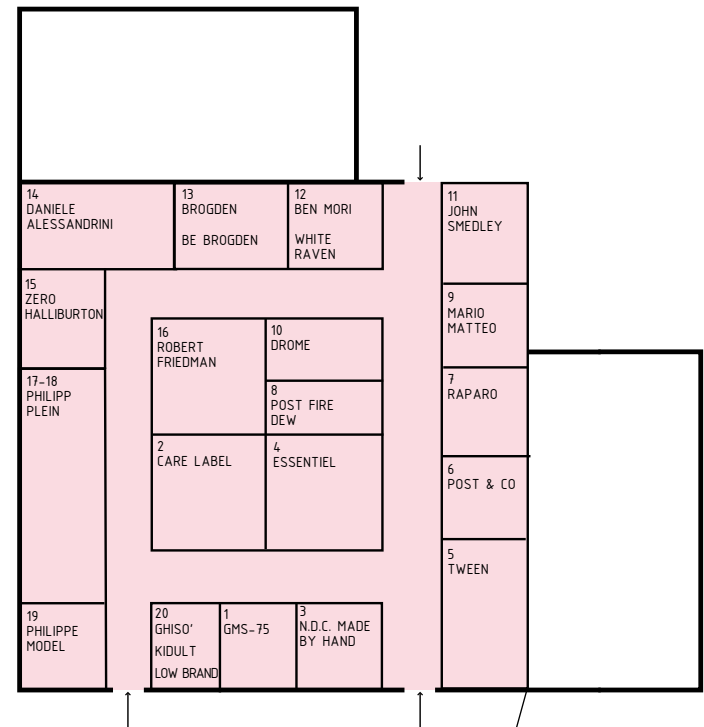 14
DANIELE
ALESSANDRINI
13
BROGDEN
BE BROGDEN
12
BEN MORI
WHITE
RAVEN
11
JOHN
SMEDLEY
15
ZERO
HALLIBURTON
9
MARIO
MATTEO
16
ROBERT
FRIEDMAN
10
DROME
17-18
PHILIPP
PLEIN
7
RAPARO
8
POST FIRE
DEW
2
CARE LABEL
4
ESSENTIEL
6
POST & CO
5
TWEEN
19
PHILIPPE
MODEL
20
GHISO'
KIDULT
LOW BRAND
1
GMS-75
3
N.D.C. MADE
BY HAND